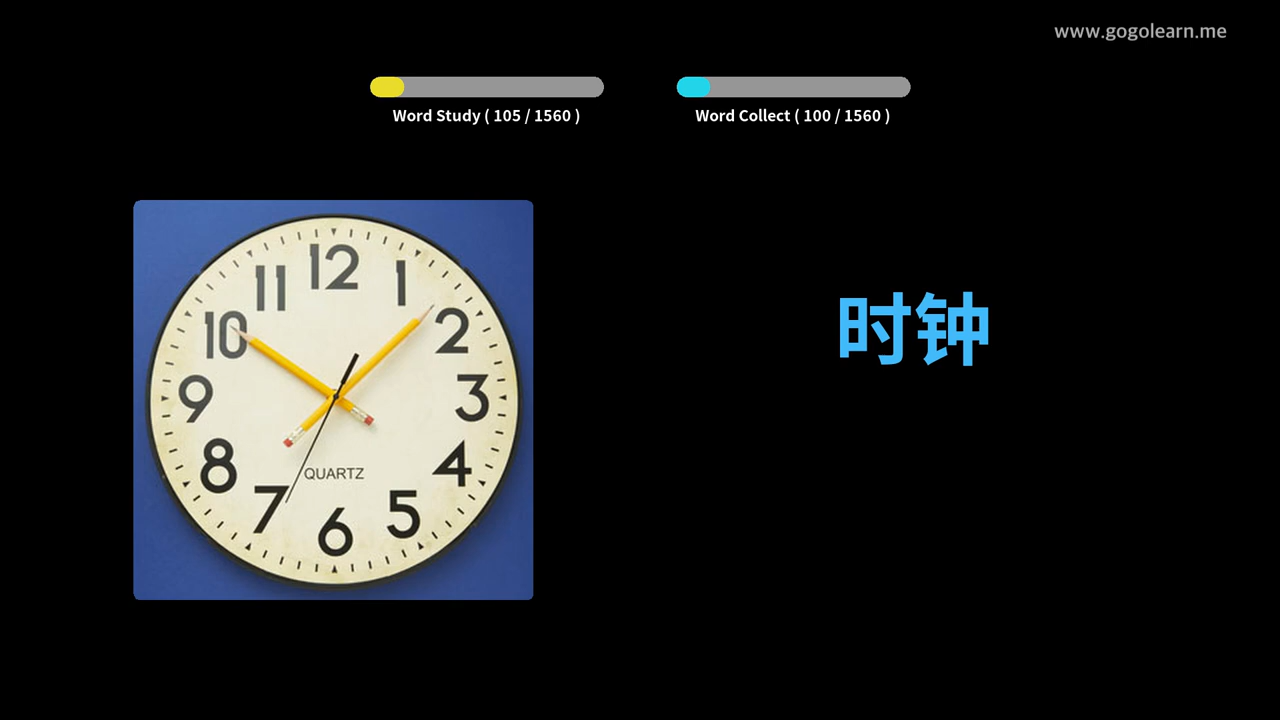 www.gogolearn.me
Word Study ( 105 / 1560 )
Word Collect ( 100 / 1560 )
12
11
1
10
2
9
3
8
4
7
5
6
QUARTZ
时钟